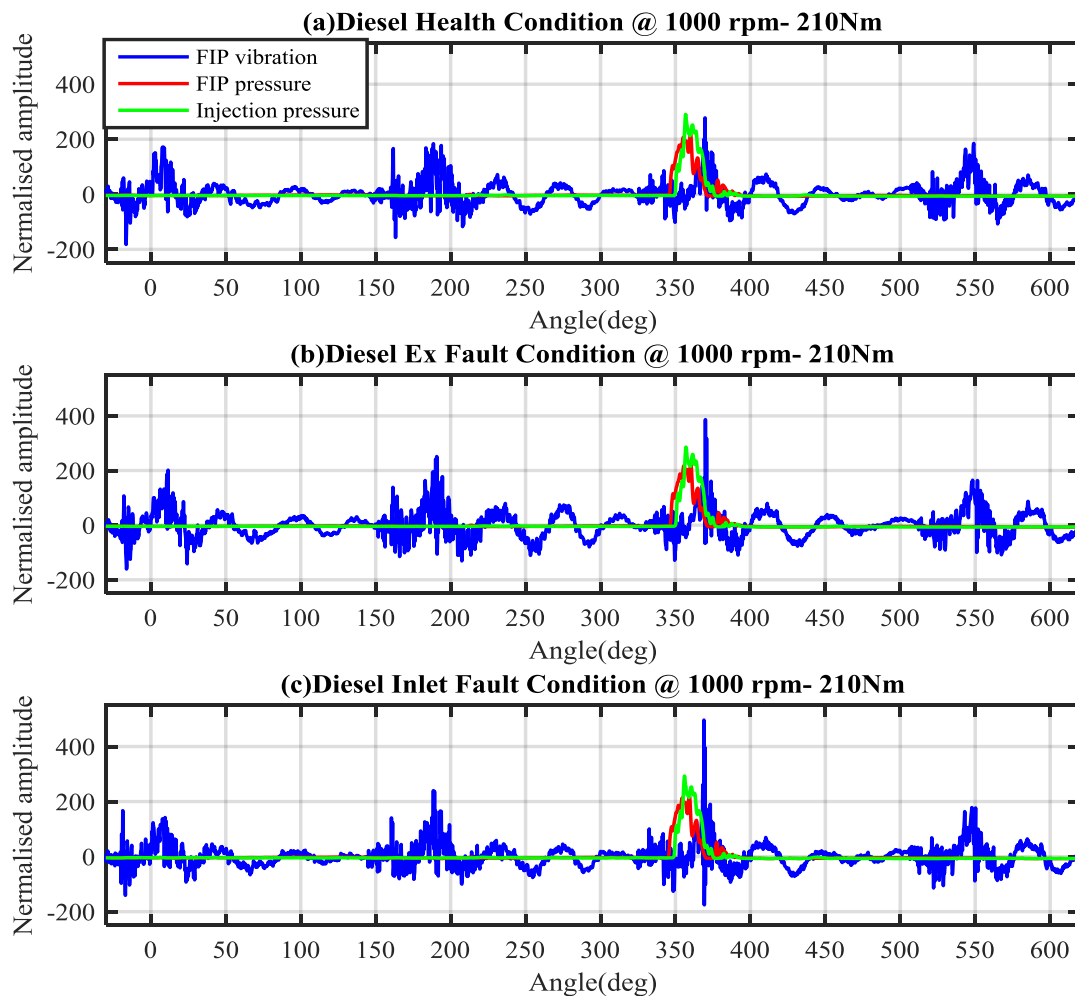 (a)Diesel Health Condition @ 1000 rpm- 210Nm
FIP vibration
FIP pressure
Injection pressure
Nermalised amplitude
400
200
0
-200
0 50 100 150 200 250 300 350 400 450 500 550 600
Angle(deg)
(b)Diesel Ex Fault Condition @ 1000 rpm- 210Nm
Nermalised amplitude
400
200
0
-200
0 50 100 150 200 250 300 350 400 450 500 550 600
Angle(deg)
(c)Diesel Inlet Fault Condition @ 1000 rpm- 210Nm
Nermalised amplitude
400
200
0
-200
0 50 100 150 200 250 300 350 400 450 500 550 600
Angle(deg)